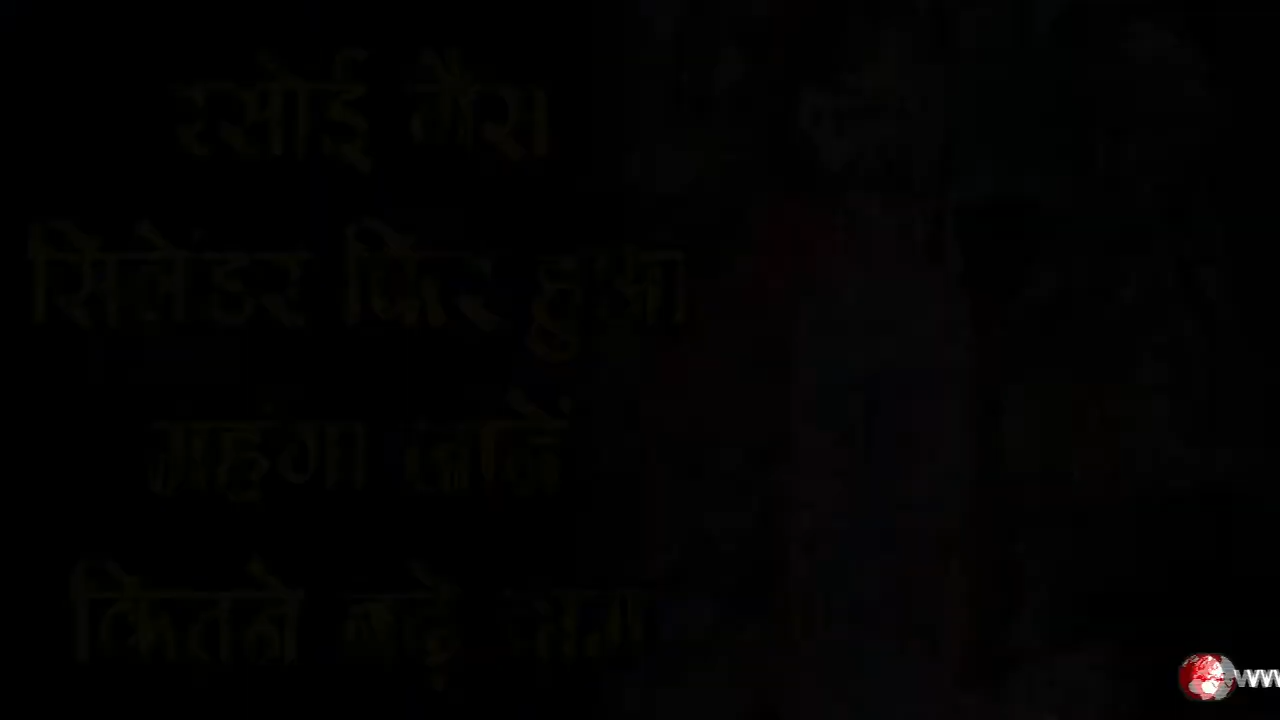 रसोई गैस
सिलेंडर फिर हुआ
महंगा जानें
कितने बढ़े दाम